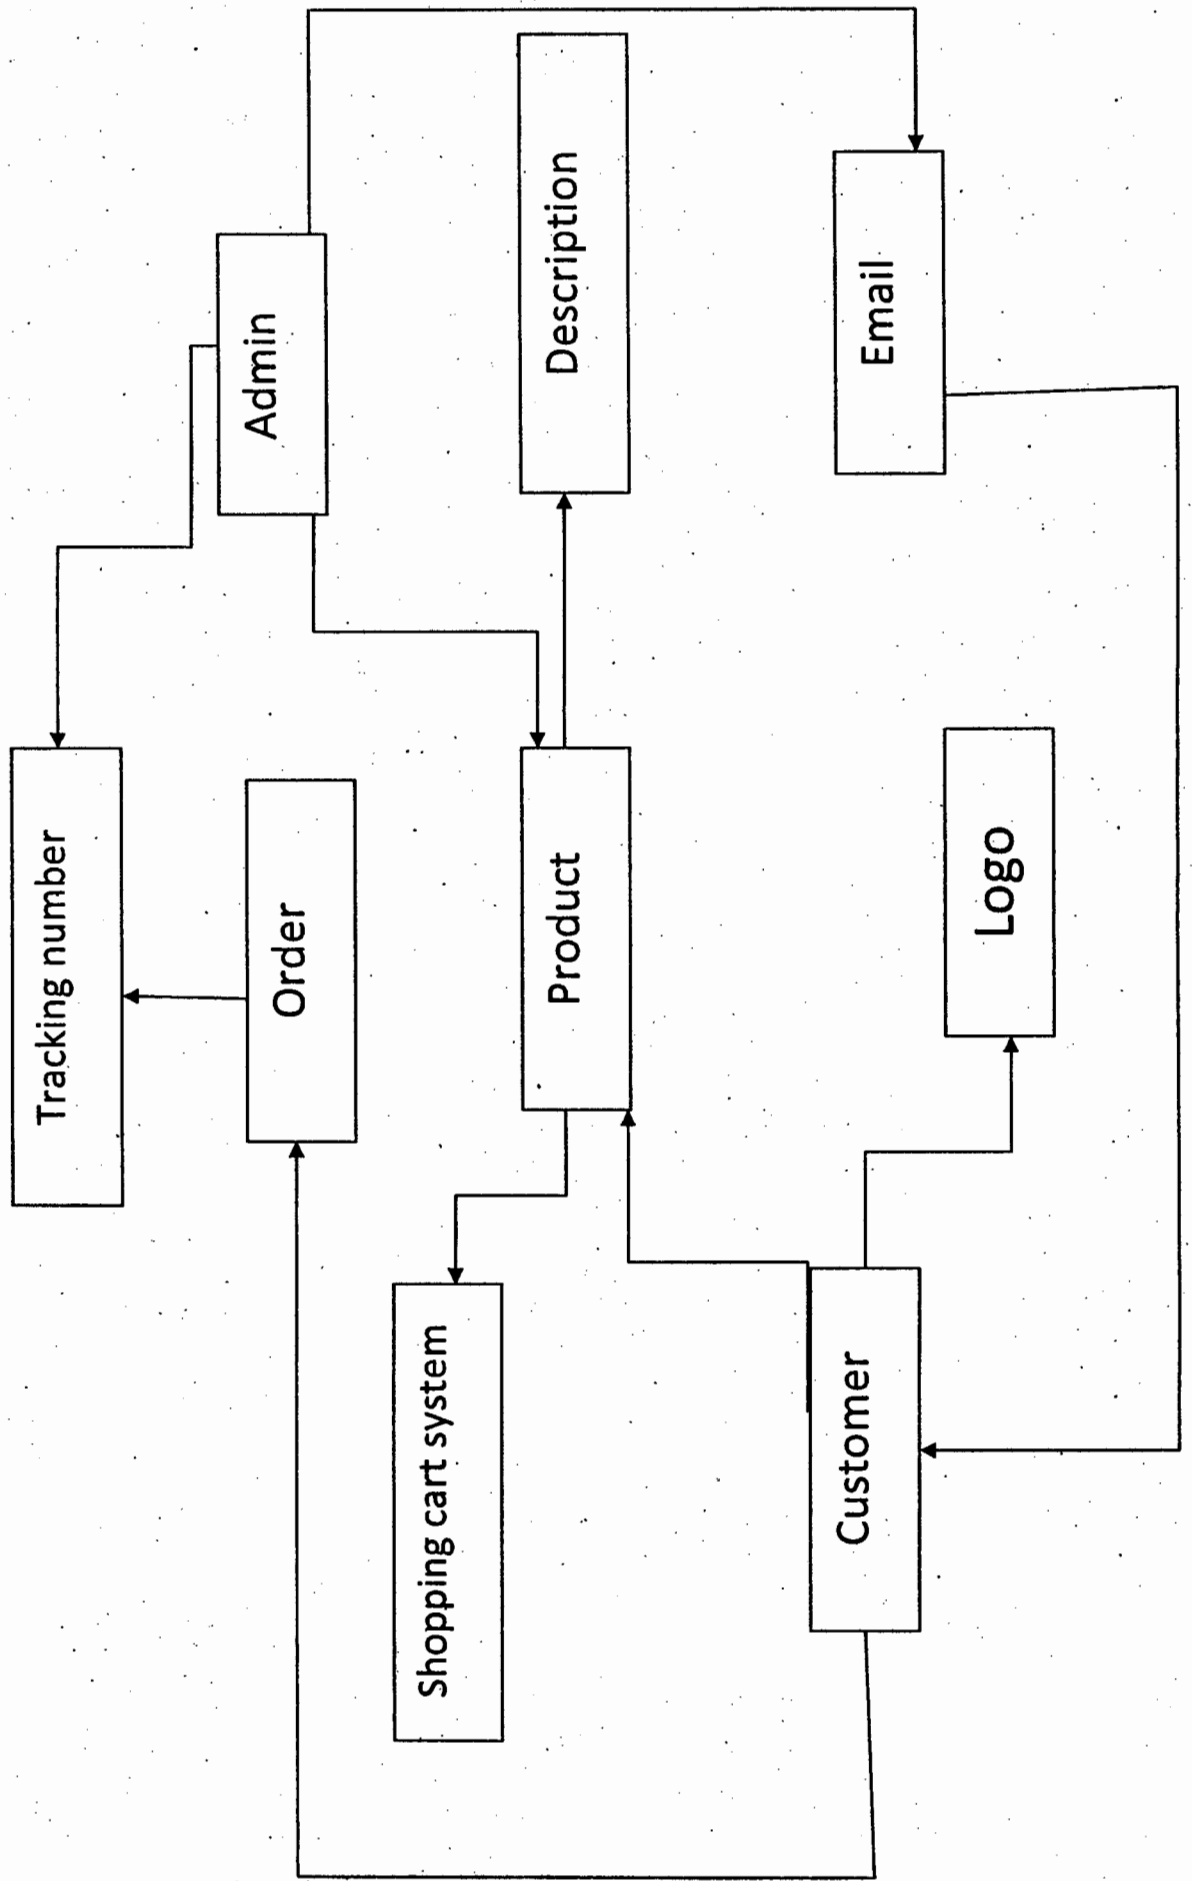 Tracking number
Order
Admin
Shopping cart system
Product
Description
Customer
Logo
Email